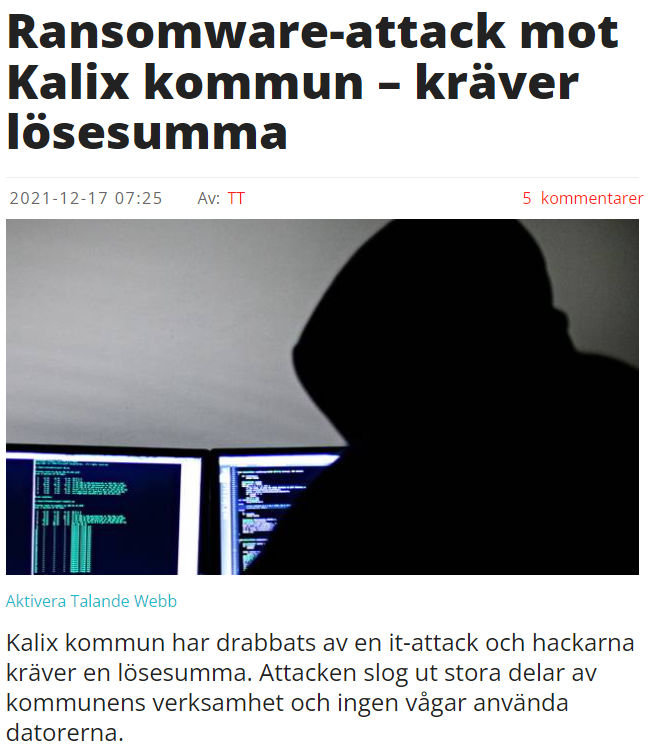 Ransomware-attack mot
Kalix kommun – kräver
lösesumma
2021-12-17 07:25 Av: TT 5 kommentarer
Aktivera Talande Webb
Kalix kommun har drabbats av en it-attack och hackarna
kräver en lösesumma. Attacken slog ut stora delar av
kommunens verksamhet och ingen vågar använda
datorerna.